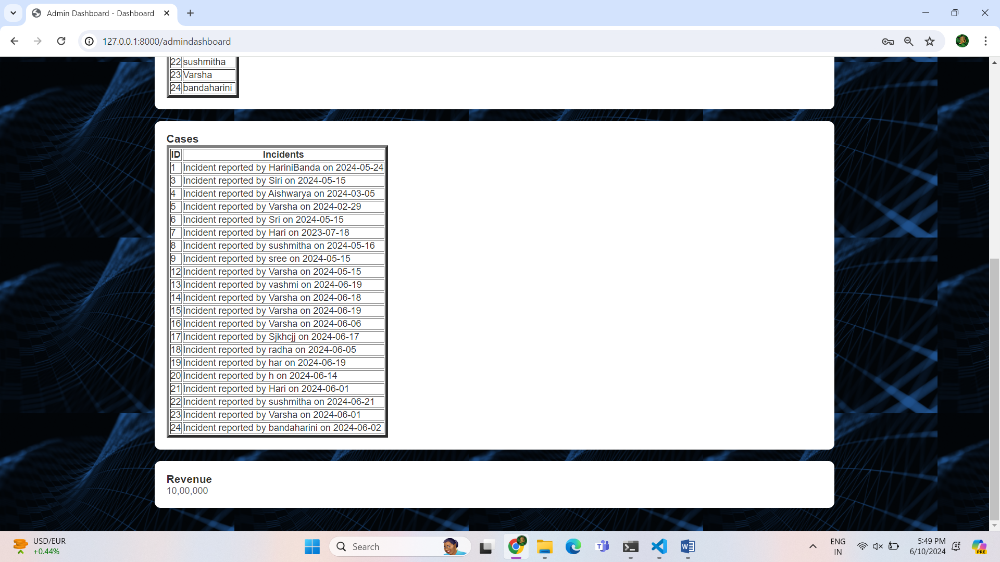 Admin Dashboard - Dashboard
127.0.0.1:8000/admindashboard
22 sushmitha
23 Varsha
24 bandaharini
Cases
ID Incidents
1 Incident reported by HariniBanda on 2024-05-24
3 Incident reported by Siri on 2024-05-15
4 Incident reported by Aishwarya on 2024-03-05
5 Incident reported by Varsha on 2024-02-29
6 Incident reported by Sri on 2024-05-15
7 Incident reported by Hari on 2023-07-18
8 Incident reported by sushmitha on 2024-05-16
9 Incident reported by sree on 2024-05-15
12 Incident reported by Varsha on 2024-05-15
13 Incident reported by vashmi on 2024-06-19
14 Incident reported by Varsha on 2024-06-18
15 Incident reported by Varsha on 2024-06-19
16 Incident reported by Varsha on 2024-06-06
17 Incident reported by Sjkhcjj on 2024-06-17
18 Incident reported by radha on 2024-06-05
19 Incident reported by har on 2024-06-19
20 Incident reported by h on 2024-06-14
21 Incident reported by Hari on 2024-06-01
22 Incident reported by sushmitha on 2024-06-21
23 Incident reported by Varsha on 2024-06-01
24 Incident reported by bandaharini on 2024-06-02
Revenue
10,00,000
USD/EUR
+0.44%
Search
ENG
IN
5:49 PM
6/10/2024
PRE